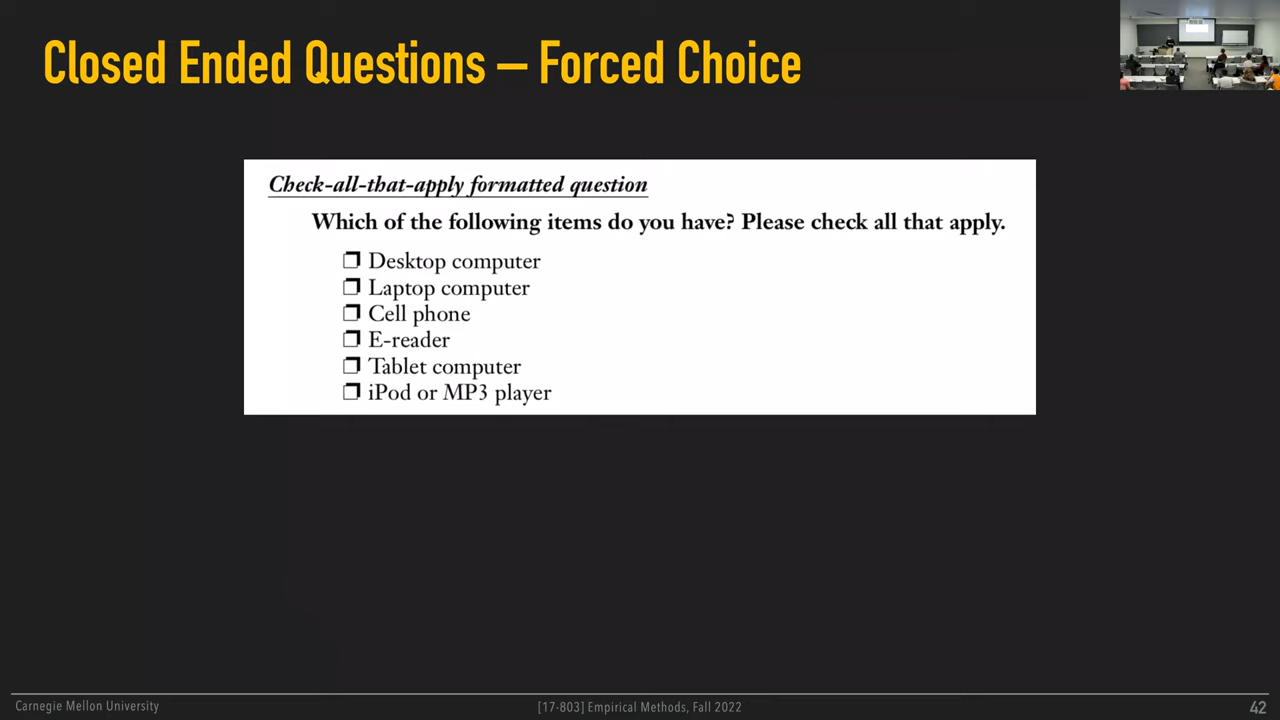 Closed Ended Questions – Forced Choice
Check-all-that-apply formatted question
Which of the following items do you have? Please check all that apply.
❐ Desktop computer
❐ Laptop computer
❐ Cell phone
❐ E-reader
❐ Tablet computer
❐ iPod or MP3 player
Carnegie Mellon University
[17-803] Empirical Methods, Fall 2022
42